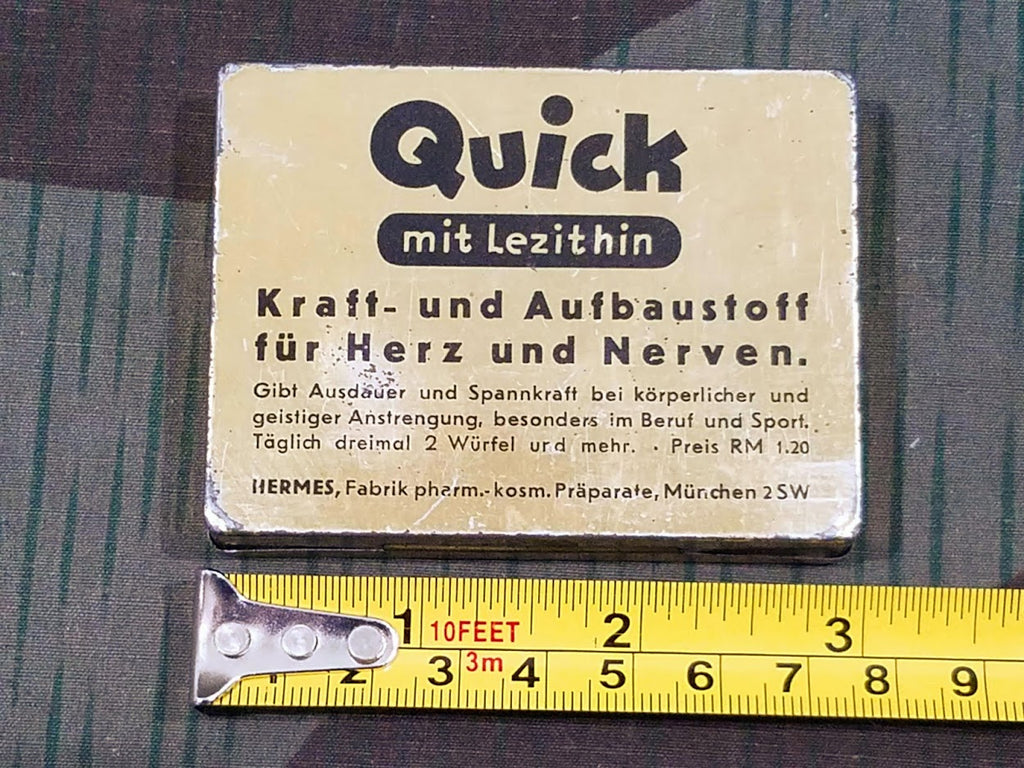 Quick
mit Lezithin
Kraft- und Aufbaustoff
für Herz und Nerven.
Gibt Ausdauer und Spannkraft bei körperlicher und
geistiger Anstrengung, besonders im Beruf und Sport.
Täglich dreimal 2 Würfel und mehr. · Preis RM 1.20
HERMES, Fabrik pharm.-kosm. Präparate, München 2 SW
1 10FEET 2 3
1 2 3 3m 4 5 6 7 8 9